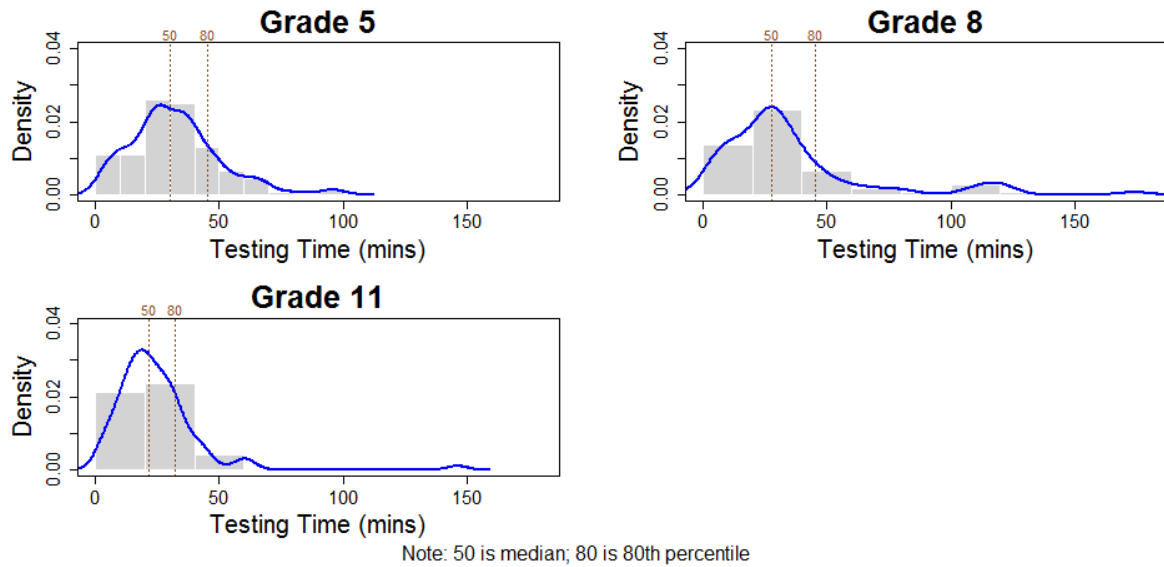 Grade 5
50 80
0.04
0.02
0.00
Density
0 50 100 150
Testing Time (mins)
Grade 8
50 80
0.04
0.02
0.00
Density
0 50 100 150
Testing Time (mins)
Grade 11
50 80
0.04
0.02
0.00
Density
0 50 100 150
Testing Time (mins)
Note: 50 is median; 80 is 80th percentile